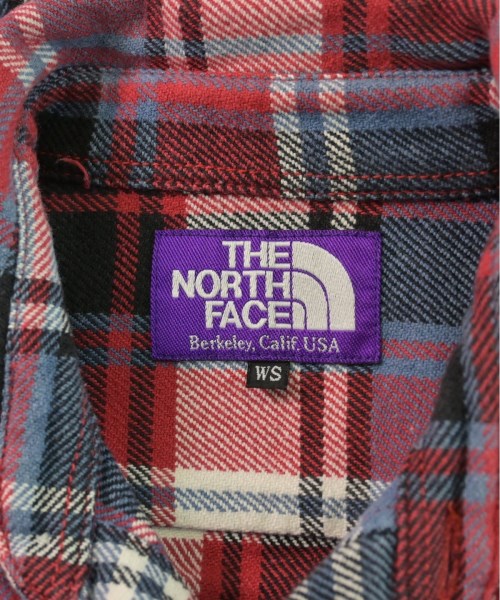 THE
NORTH
FACE
Berkeley, Calif. USA
WS